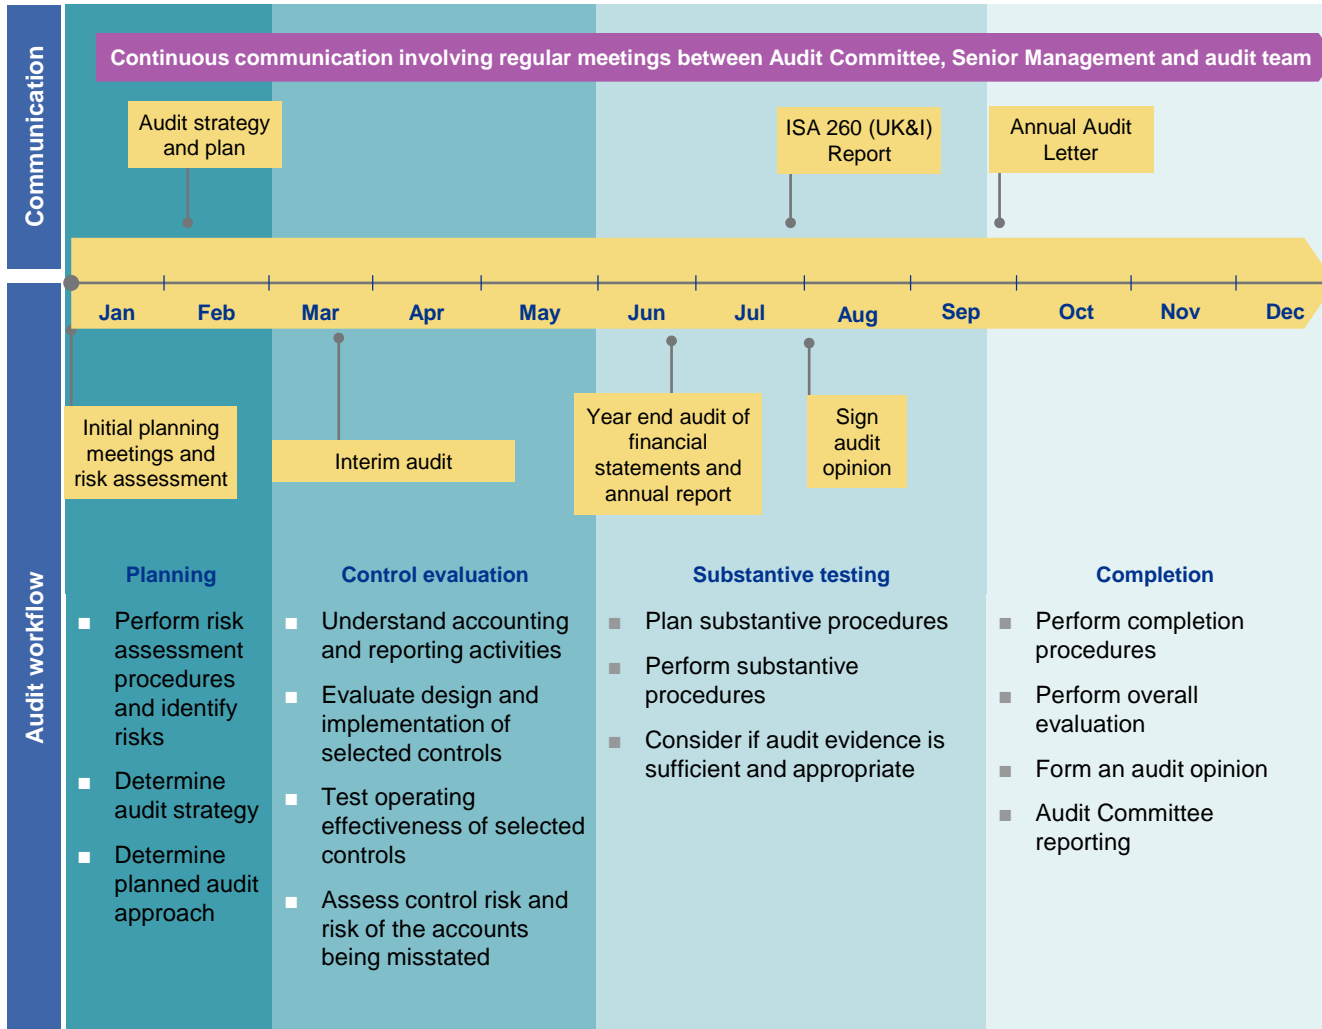 Communication
Continuous communication involving regular meetings between Audit Committee, Senior Management and audit team
Audit strategy
and plan
ISA 260 (UK&I)
Report
Annual Audit
Letter
Jan
Feb
Mar
Apr
May
Jun
Jul
Aug
Sep
Oct
Nov
Dec
Audit workflow
Initial planning
meetings and
risk assessment
Interim audit
Year end audit of
financial
statements and
annual report
Sign
audit
opinion
Planning
Perform risk
assessment
procedures
and identify
risks
Determine
audit strategy
Determine
planned audit
approach
Control evaluation
Understand accounting
and reporting activities
Evaluate design and
implementation of
selected controls
Test operating
effectiveness of selected
controls
Assess control risk and
risk of the accounts
being misstated
Substantive testing
Plan substantive procedures
Perform substantive
procedures
Consider if audit evidence is
sufficient and appropriate
Completion
Perform completion
procedures
Perform overall
evaluation
Form an audit opinion
Audit Committee
reporting